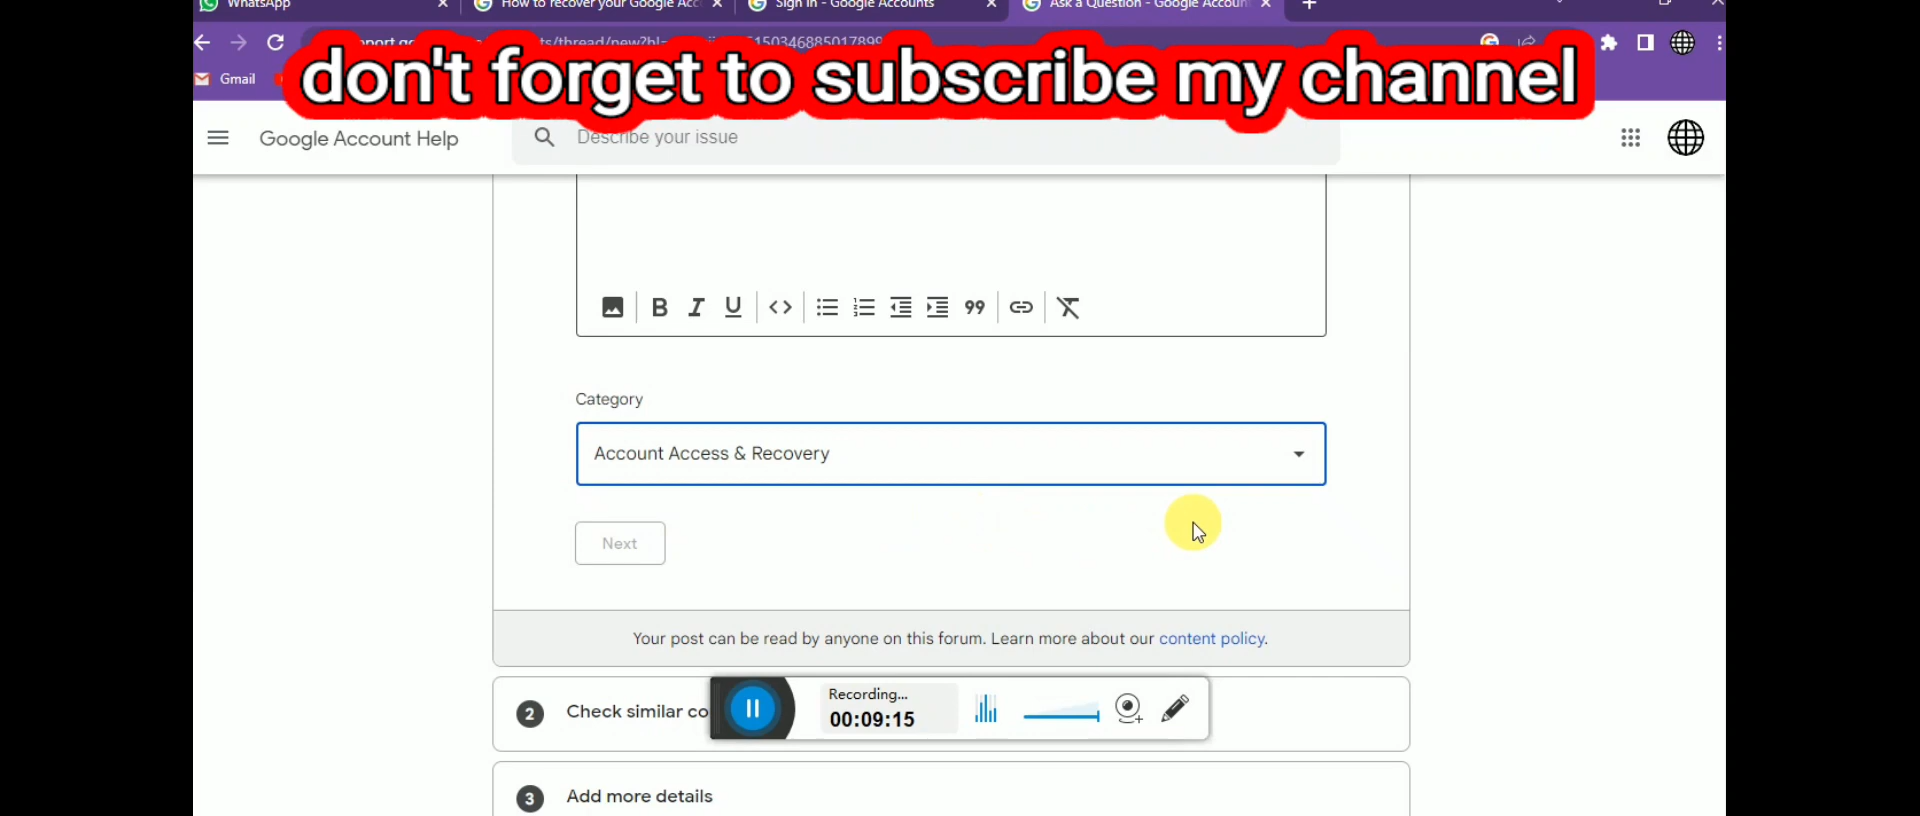 WhatsApp
How to recover your Google Acc
Sign in - Google Accounts
Ask a Question - Google Accoun
don't forget to subscribe my channel
Gmail
Google Account Help
Describe your issue
B I U
Category
Account Access & Recovery
Next
Your post can be read by anyone on this forum. Learn more about our content policy.
2 Check similar co
Recording...
00:09:15
3 Add more details